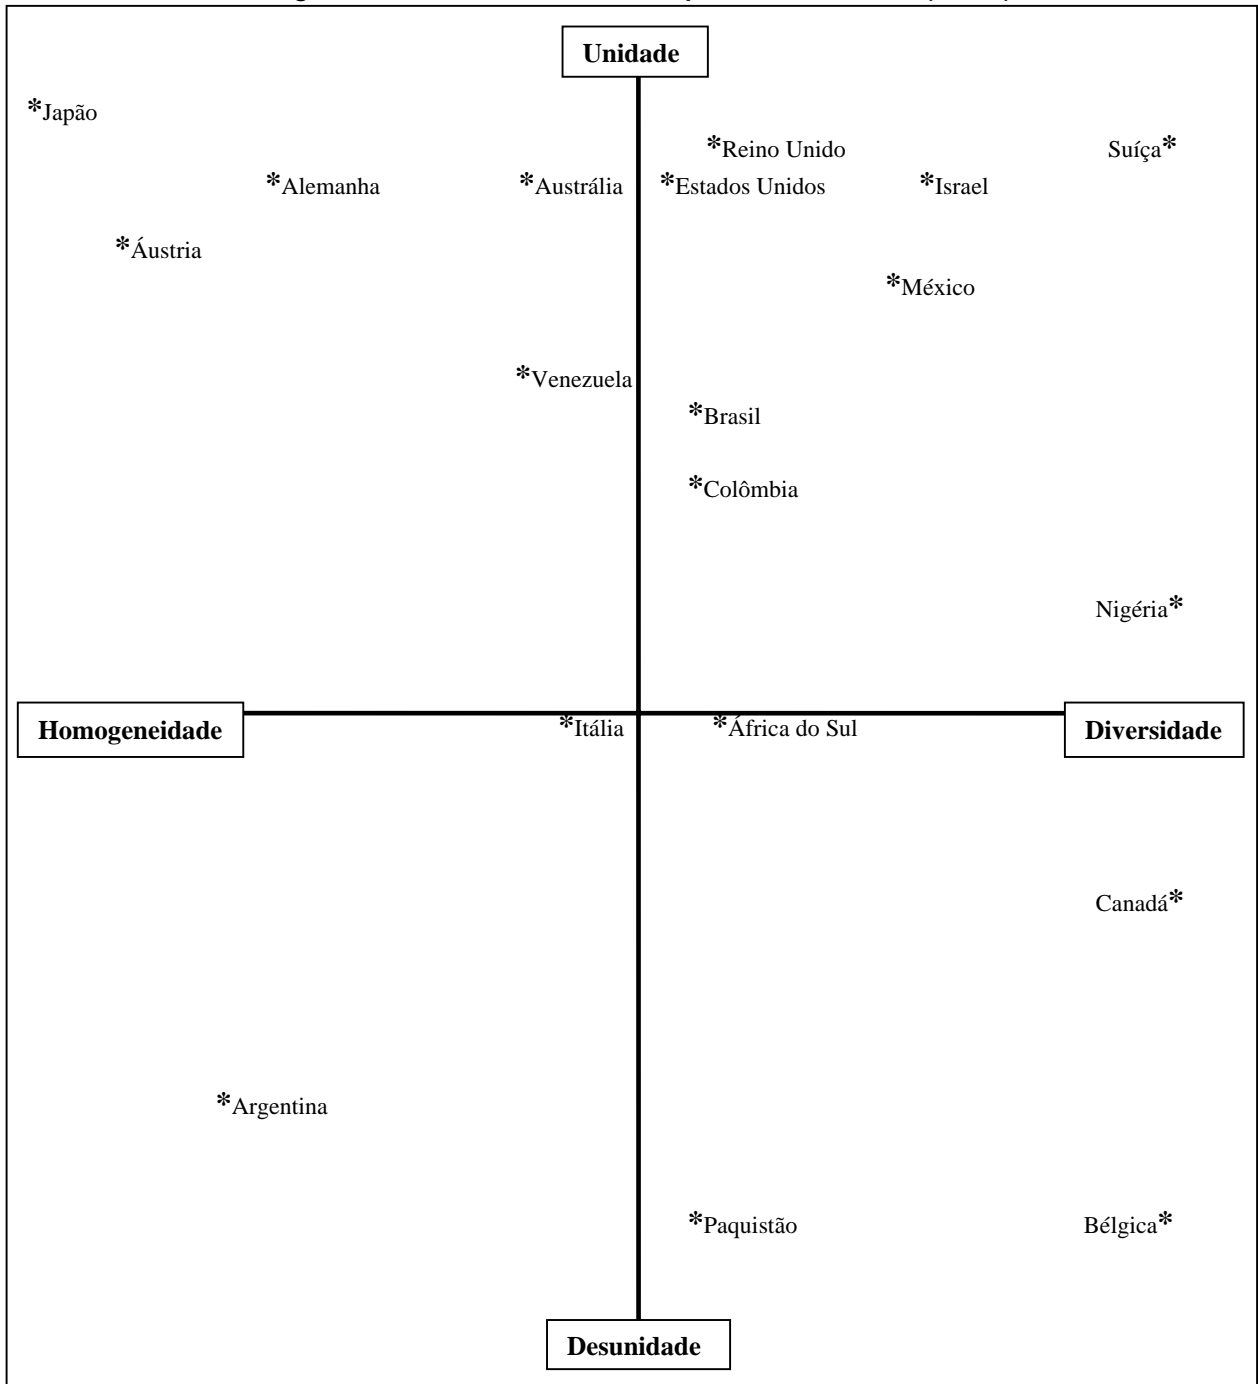 Unidade
*Japão
*Reino Unido Suíça*
*Alemanha *Austrália *Estados Unidos *Israel
*Áustria
*México
*Venezuela
*Brasil
*Colômbia
Nigéria*
Homogeneidade *Itália *África do Sul Diversidade
Canadá*
*Argentina
*Paquistão Bélgica*
Desunidade